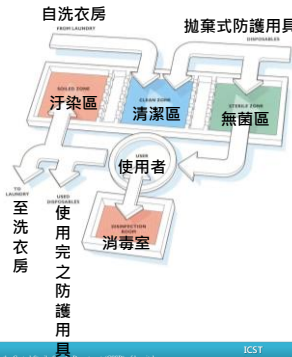 自洗衣房
FROM LAUNDRY
拋棄式防護用具
DISPOSABLES
SOILED ZONE
汙染區
CLEAN ZONE
清潔區
STERILE ZONE
無菌區
USER
使用者
TO LAUNDRY
至洗衣房
USED DISPOSABLES
使用完之防護用具
DISINFECTION ROOM
消毒室
ICST